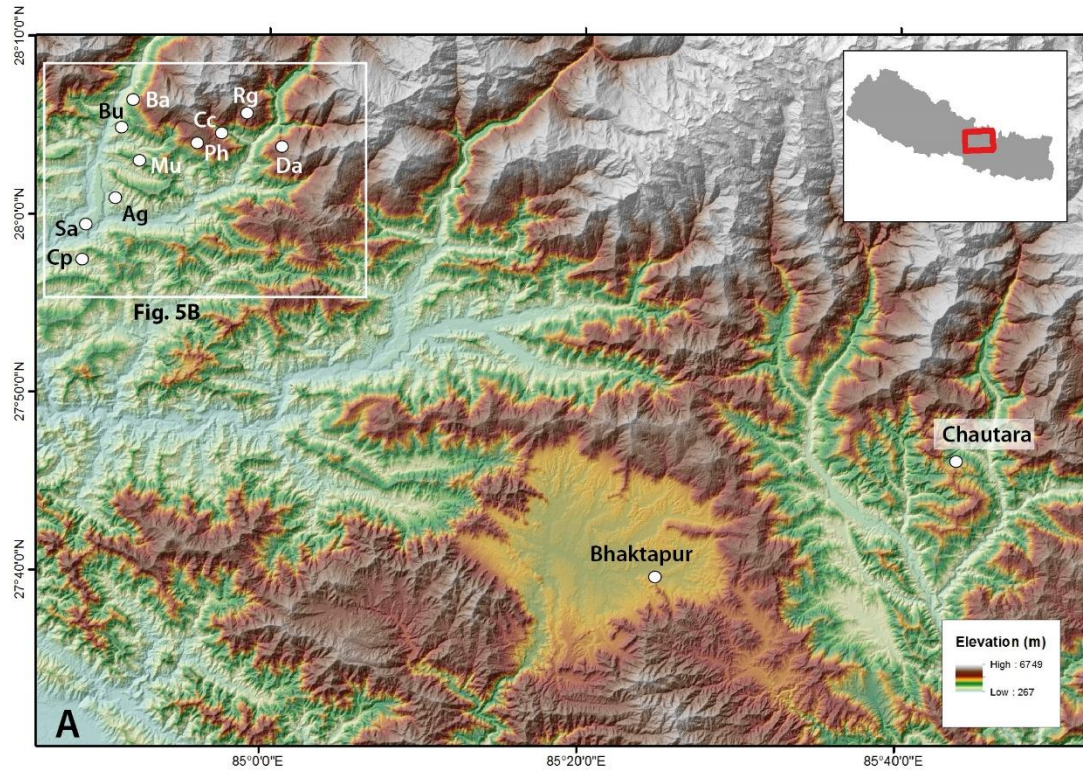 28°10'0"N
28°0'0"N
27°50'0"N
27°40'0"N
Ba
Rg
Bu
Cc
Ph
Mu
Da
Ag
Sa
Cp
Fig. 5B
Chautara
Bhaktapur
Elevation (m)
High : 6749
Low : 267
A
85°0'0"E
85°20'0"E
85°40'0"E